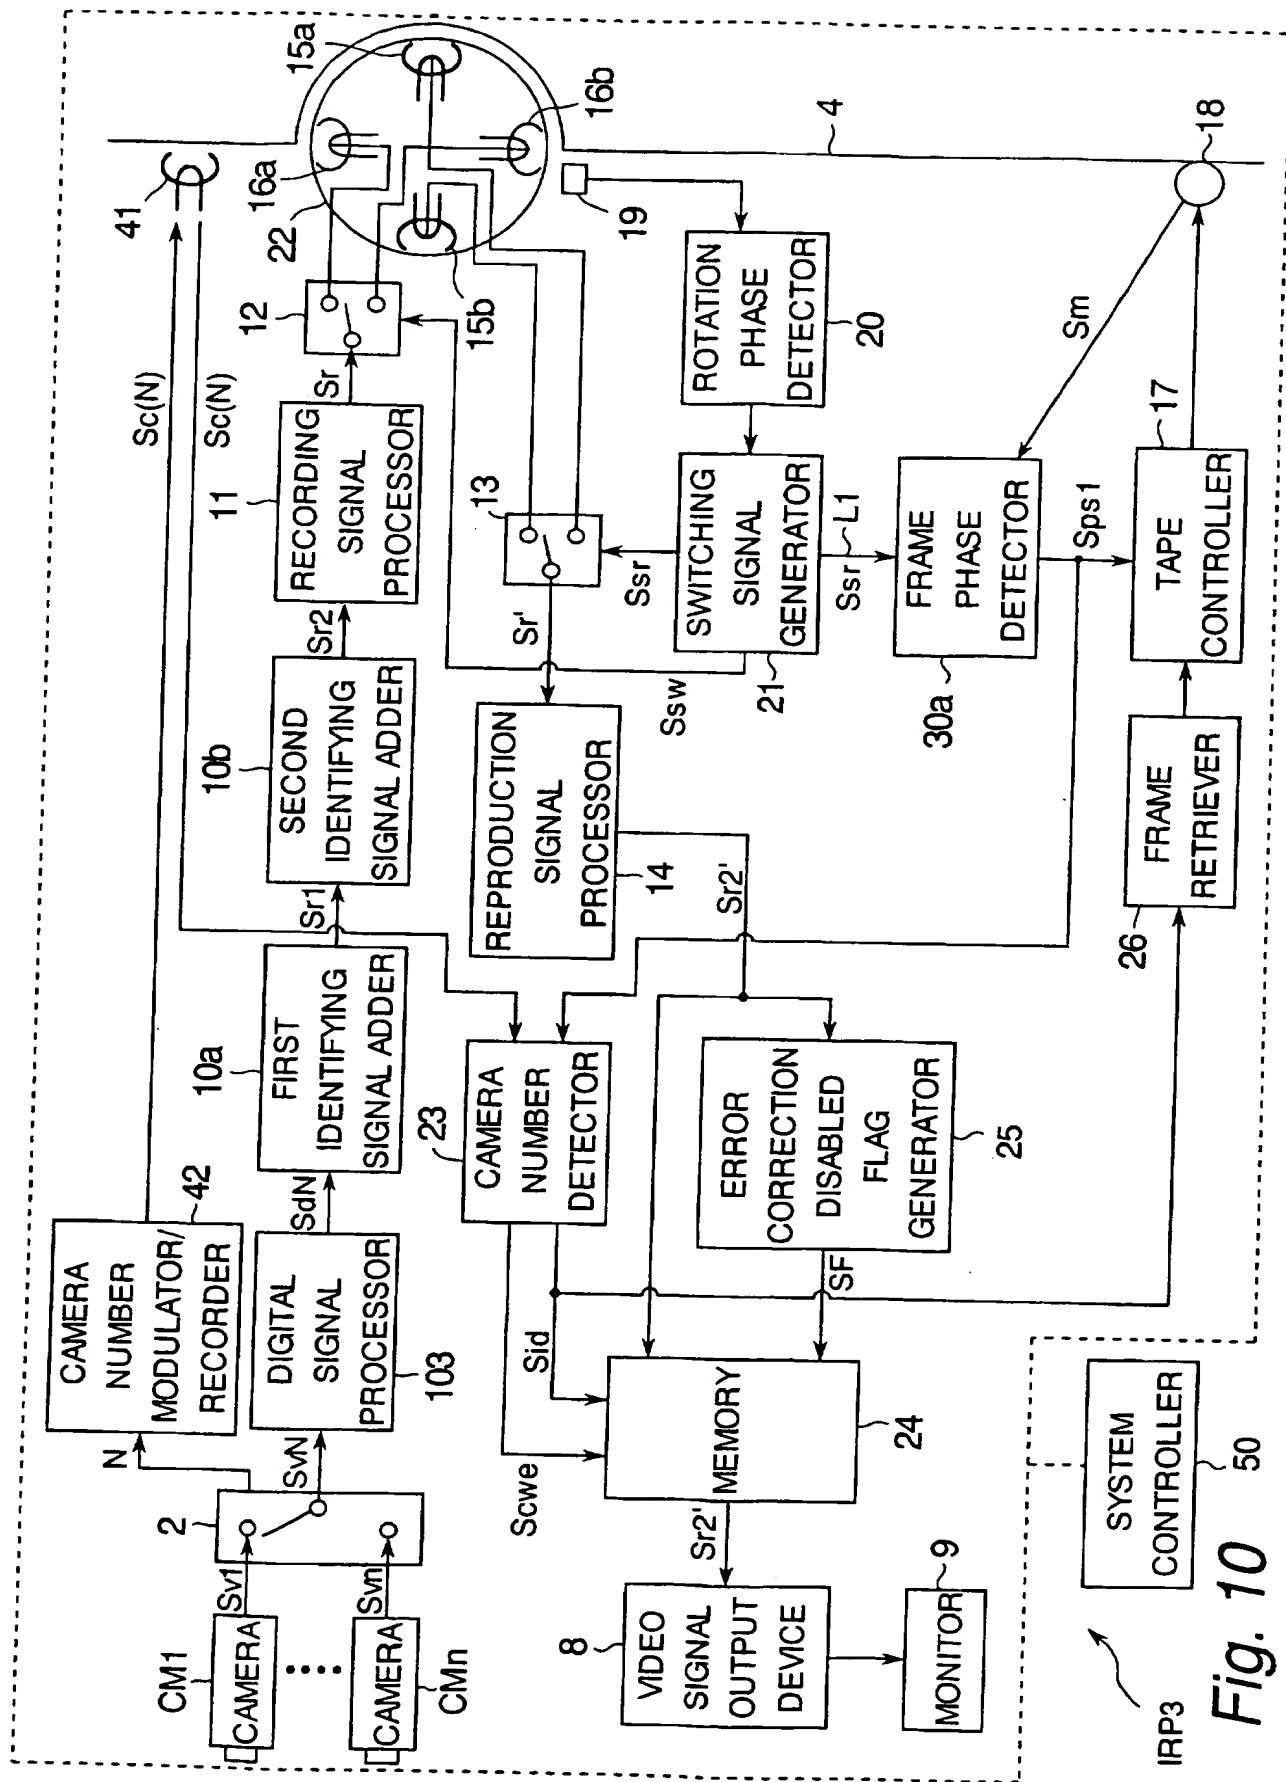 CM1
CAMERA
Sv1
CAMERA
Svn
CMn
2
N
SvN
CAMERA
NUMBER
MODULATOR/
RECORDER
42
DIGITAL
SIGNAL
PROCESSOR
103
SdN
10a
FIRST
IDENTIFYING
SIGNAL ADDER
Sr1
10b
SECOND
IDENTIFYING
SIGNAL ADDER
Sr2
11
RECORDING
SIGNAL
PROCESSOR
Sr
12
Sc(N)
Sc(N)
41
22
16a
15a
16b
15b
4
18
19
ROTATION
PHASE
DETECTOR
20
Sm
13
Sr'
Ssr
Ssw
SWITCHING
SIGNAL
GENERATOR
21
Ssr
L1
FRAME
PHASE
DETECTOR
30a
Sps1
17
TAPE
CONTROLLER
FRAME
RETRIEVER
26
REPRODUCTION
SIGNAL
PROCESSOR
14
Sr2'
23
CAMERA
NUMBER
DETECTOR
ERROR
CORRECTION
DISABLED
FLAG
GENERATOR
25
SF
Sid
Scwe
MEMORY
24
Sr2'
8
VIDEO
SIGNAL
OUTPUT
DEVICE
9
MONITOR
SYSTEM
CONTROLLER
50
IRP3
Fig. 10